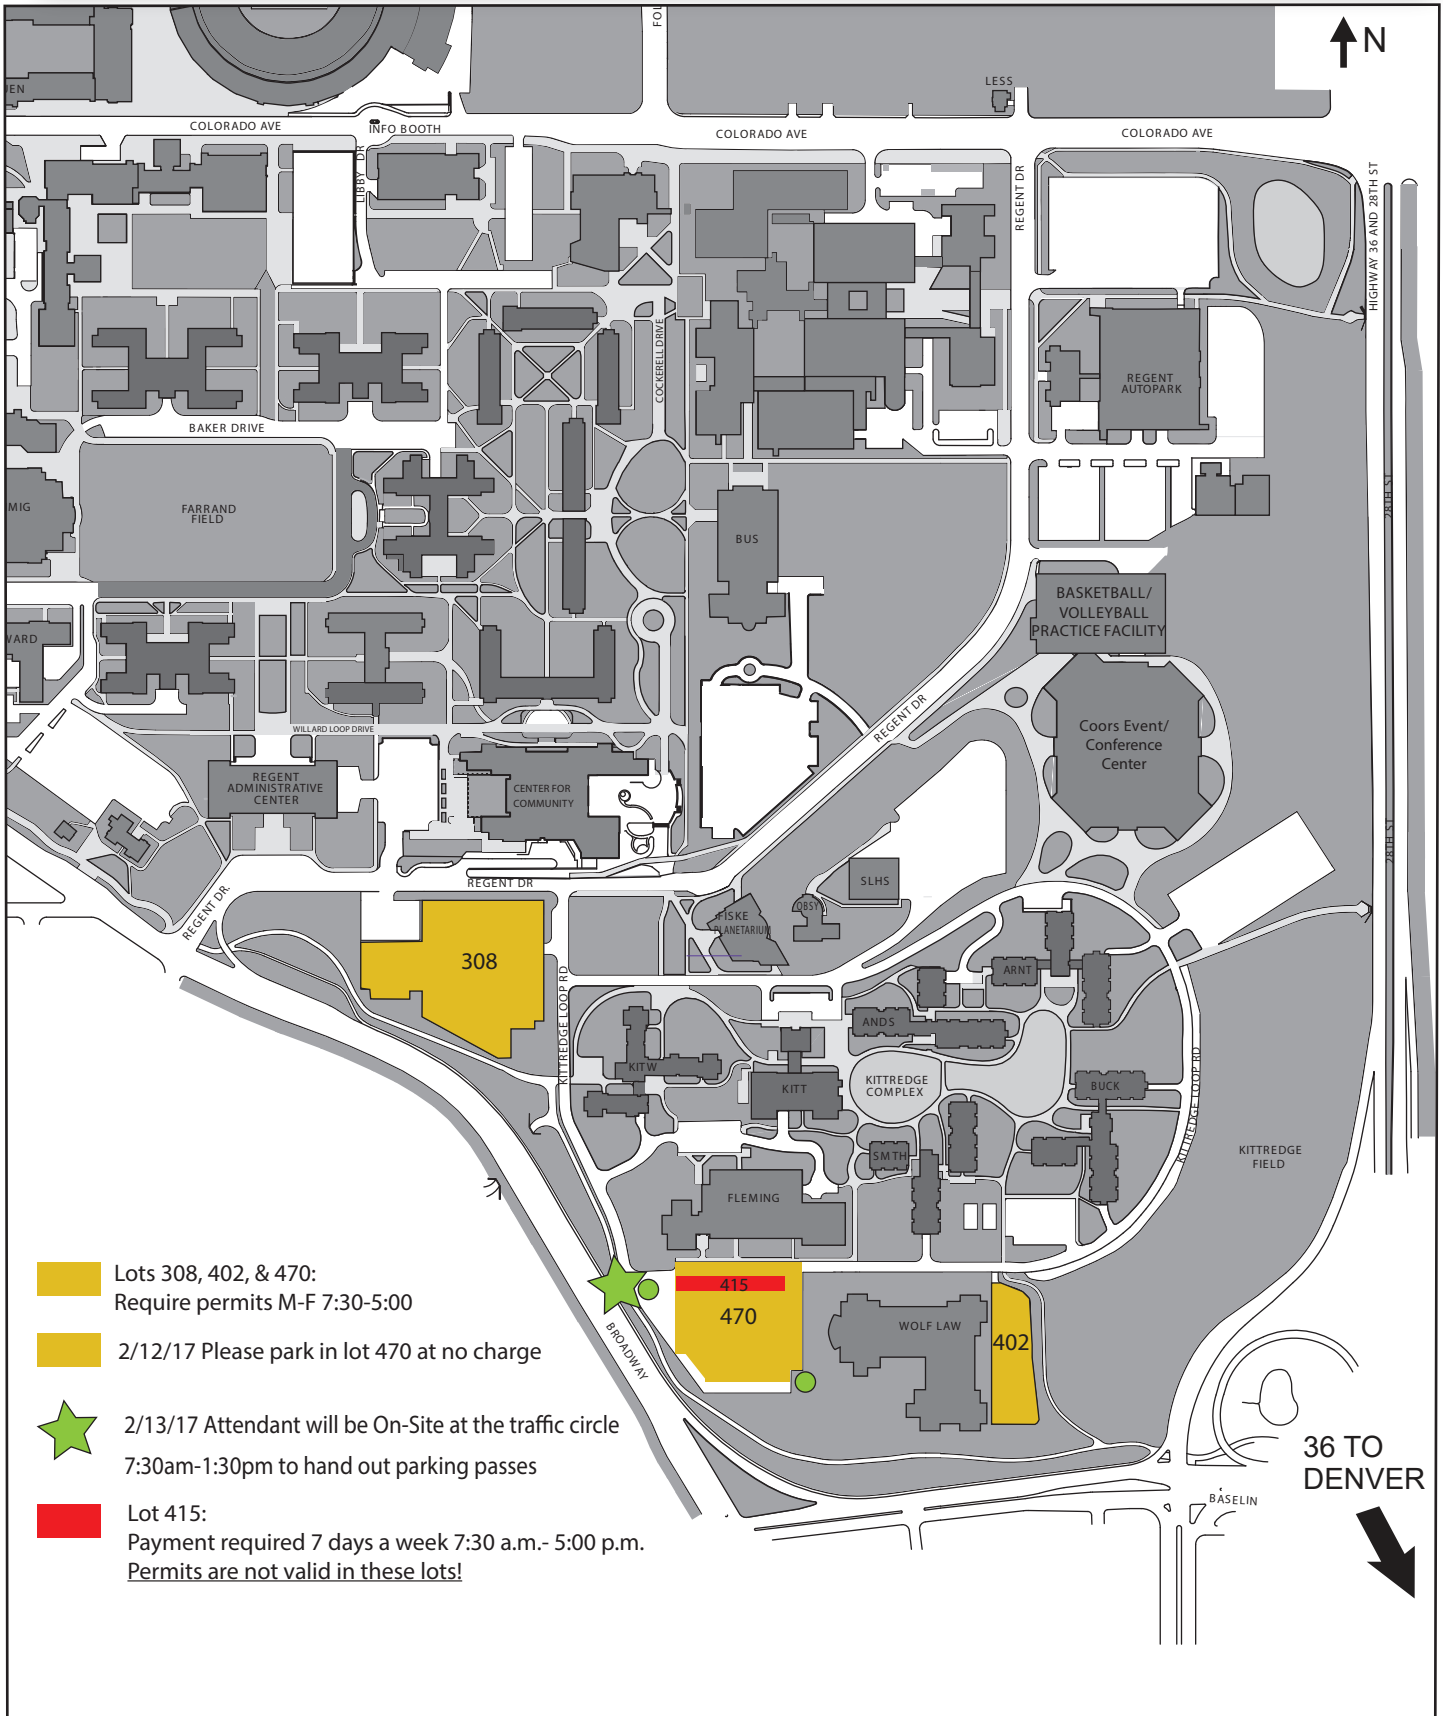 N
FOL
LESS
UEN
COLORADO AVE
INFO BOOTH
COLORADO AVE
COLORADO AVE
LIBBY DR
REGENT DR
HIGHWAY 36 AND 28TH ST
COCKERELL DRIVE
REGENT
AUTOPARK
BAKER DRIVE
MIG
FARRAND
FIELD
BUS
28TH ST
BASKETBALL/
VOLLEYBALL
PRACTICE FACILITY
WARD
REGENT DR
Coors Event/
Conference
Center
WILLARD LOOP DRIVE
REGENT
ADMINISTRATIVE
CENTER
CENTER FOR
COMMUNITY
28TH ST
REGENT DR
SLHS
REGENT DR.
OBSY
FISKE
PLANETARIUM
308
ARNT
KITTREDGE LOOP RD
ANDS
KITW
KITT
KITTREDGE
COMPLEX
BUCK
KITTREDGE LOOP RD
SMTH
KITTREDGE
FIELD
FLEMING
415
470
WOLF LAW
402
BROADWAY
Lots 308, 402, & 470:
Require permits M-F 7:30-5:00
2/12/17 Please park in lot 470 at no charge
2/13/17 Attendant will be On-Site at the traffic circle
7:30am-1:30pm to hand out parking passes
Lot 415:
Payment required 7 days a week 7:30 a.m.- 5:00 p.m.
Permits are not valid in these lots!
36 TO
DENVER
BASELIN